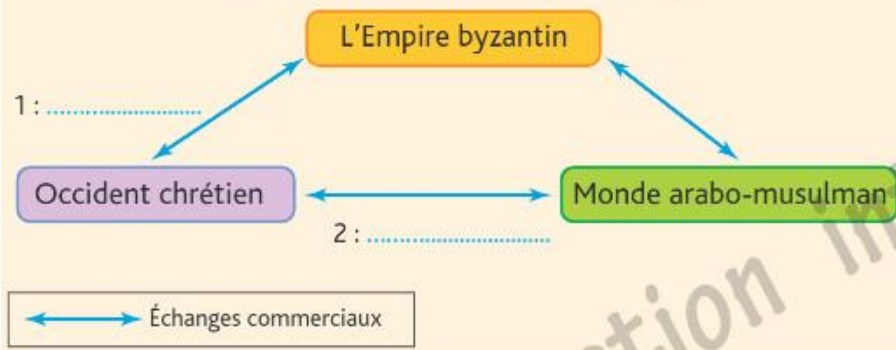 L'Empire byzantin
1 : ........................
Occident chrétien
Monde arabo-musulman
2 : ............................
Échanges commerciaux